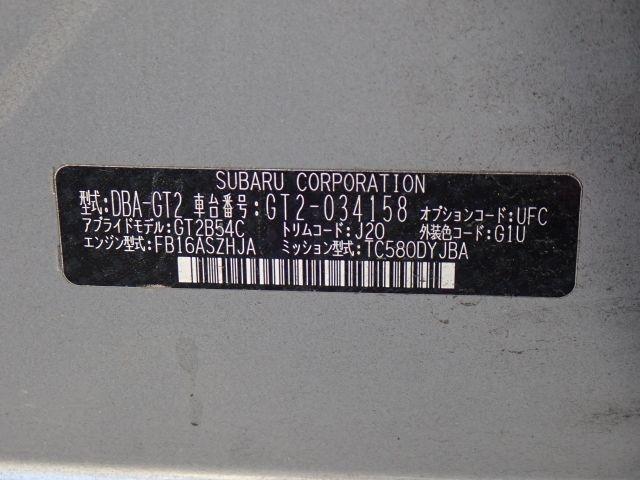 SUBARU CORPORATION
型式:DBA-GT2 車台番号:GT2-034158 オプションコード:UFC
アプライドモデル:GT2B54C トリムコード:J20 外装色コード:G1U
エンジン型式:FB16ASZHJA ミッション型式:TC580DYJBA